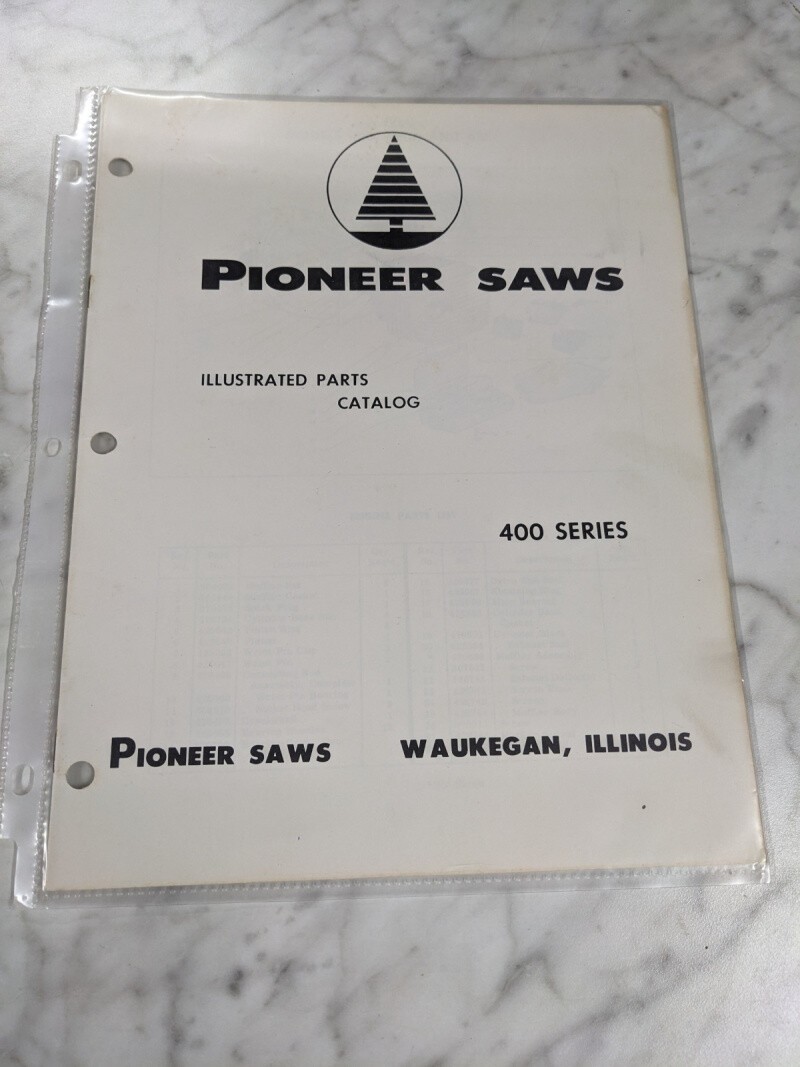 PIONEER SAWS
ILLUSTRATED PARTS
CATALOG
400 SERIES
PIONEER SAWS WAUKEGAN, ILLINOIS